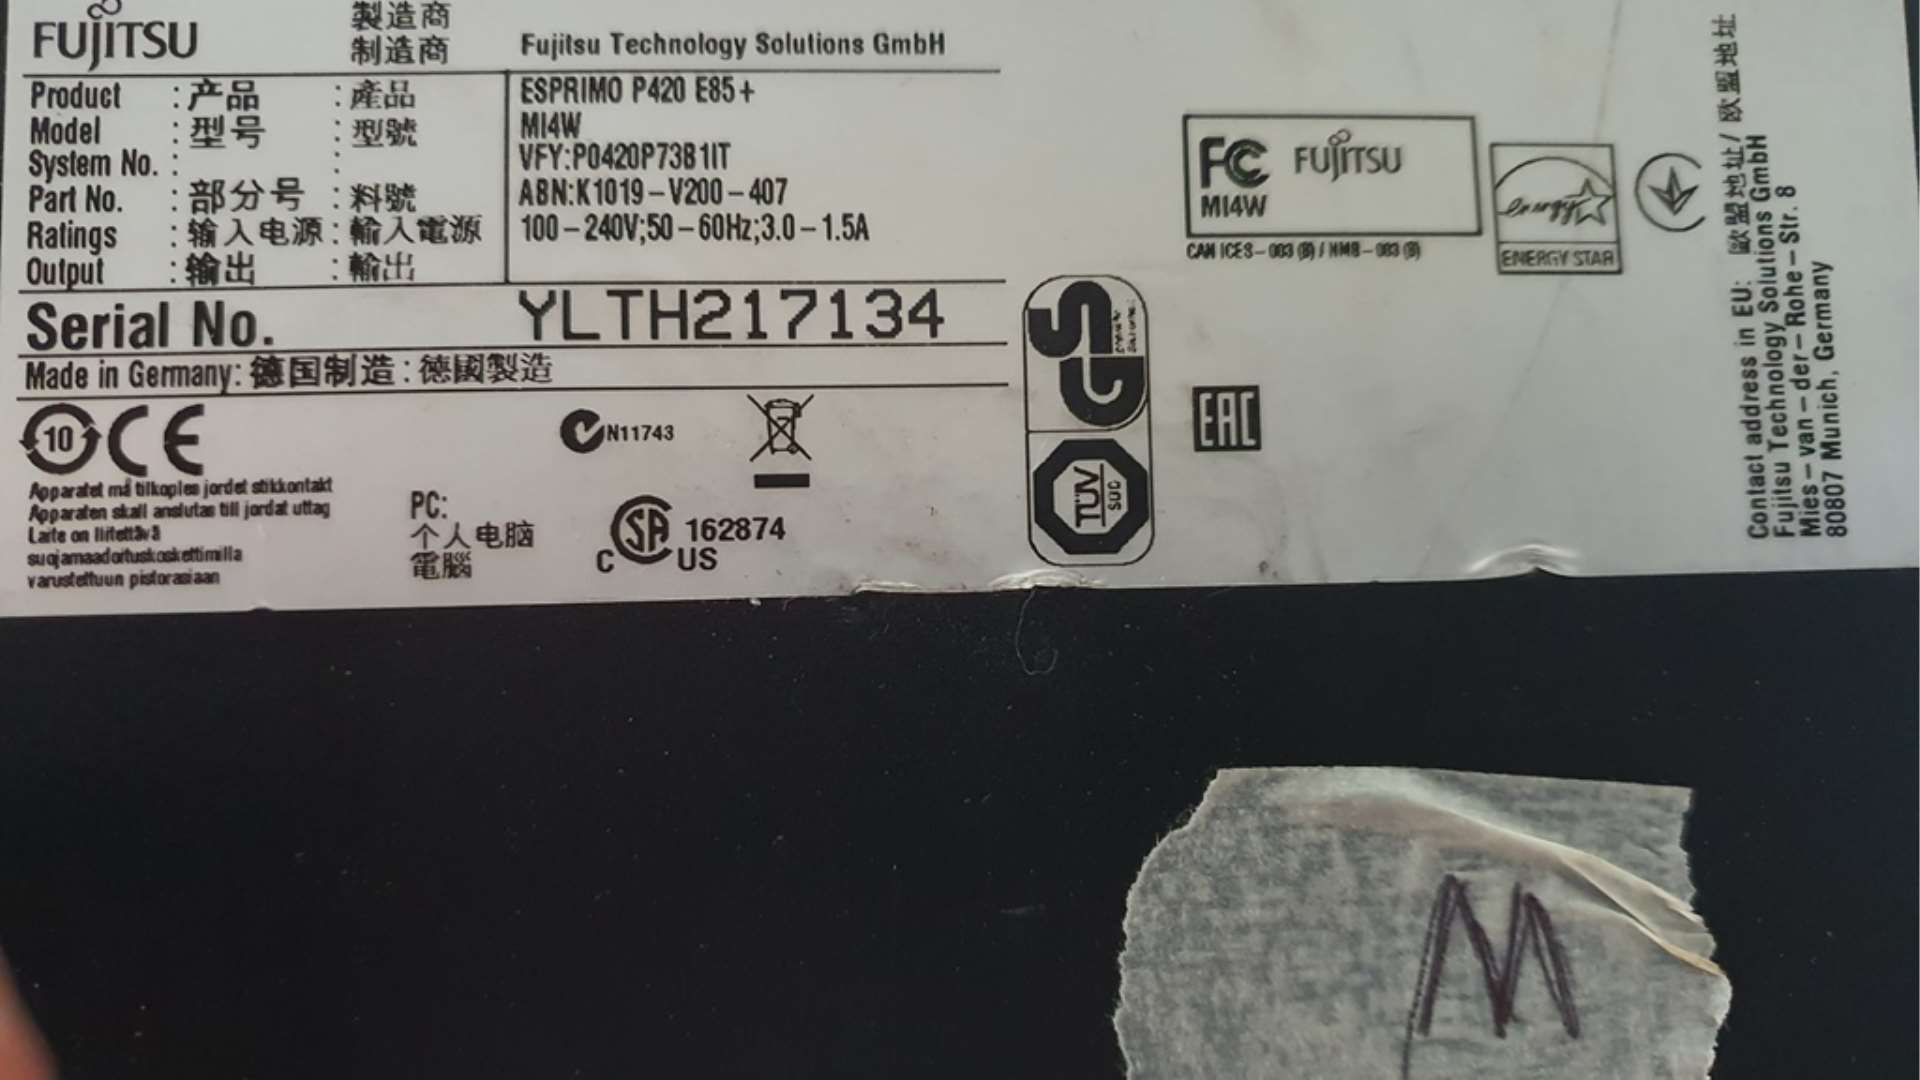 FUJITSU
製造商
制造商
Fujitsu Technology Solutions GmbH
Product : 产品 : 產品 ESPRIMO P420 E85+
Model : 型号 : 型號 MI4W
System No. : : VFY:P0420P73B1IT
Part No. : 部分号 : 料號 ABN:K1019-V200-407
Ratings : 输入电源 : 輸入電源 100-240V;50-60Hz;3.0-1.5A
Output : 输出 : 輸出
Serial No. YLTH217134
Made in Germany: 德国制造 : 德國製造
10 CE
N11743
Apparatet må tilkoples jordet stikkontakt
Apparaten skall anslutas till jordat uttag
Laite on liitettävä
suojamaadoituskoskettimilla
varustettuun pistorasiaan
PC:
个人电脑
電腦
C SA US 162874
GS
TÜV
SÜD
FC FUJITSU
MI4W
CAN ICES-003 (B) / NMB-003 (B)
energy
ENERGY STAR
EAC
Contact address in EU: 歐盟地址/ 欧盟地址
Fujitsu Technology Solutions GmbH
Mies-van-der-Rohe-Str. 8
80807 Munich, Germany
M